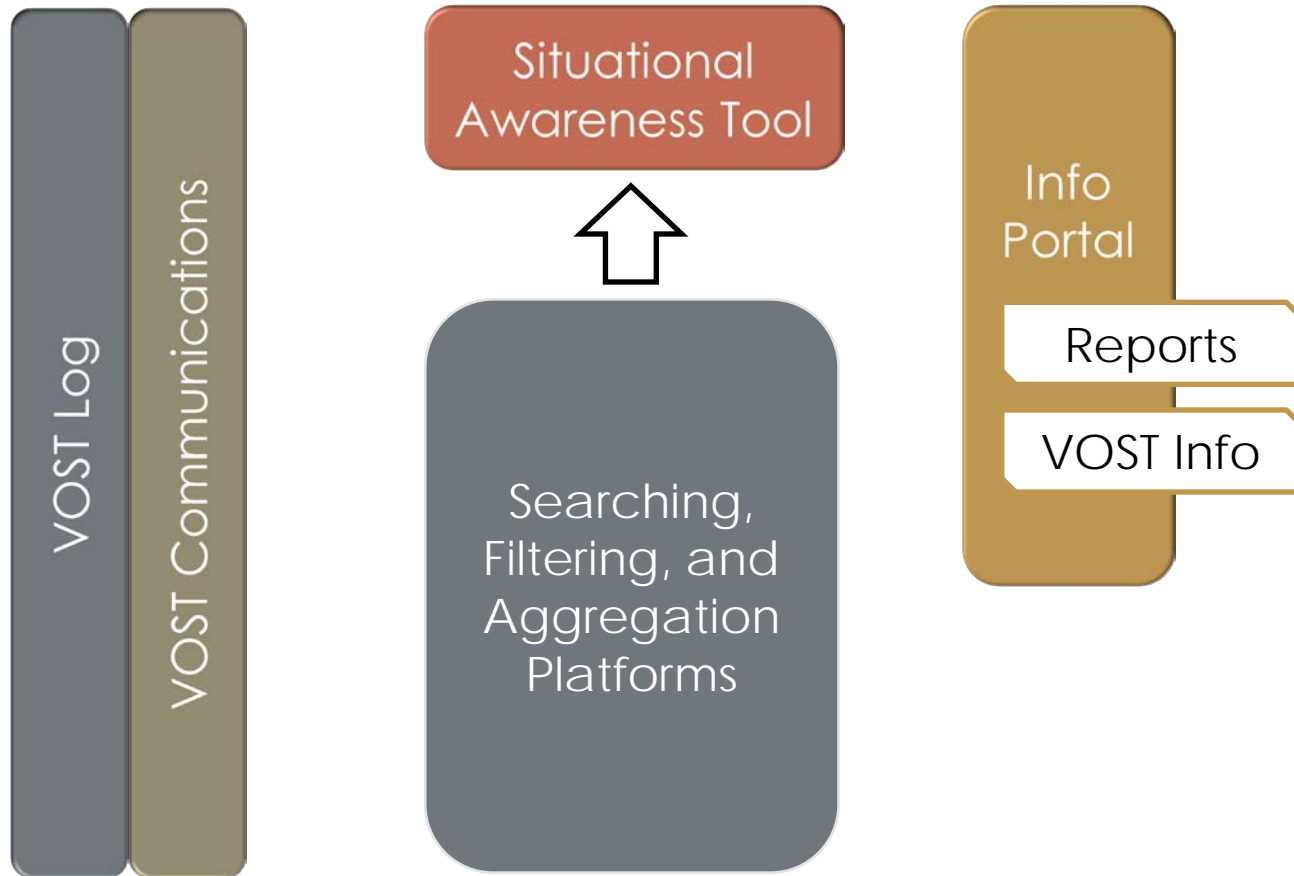 VOST Log
VOST Communications
Situational
Awareness Tool
Searching,
Filtering, and
Aggregation
Platforms
Info
Portal
Reports
VOST Info